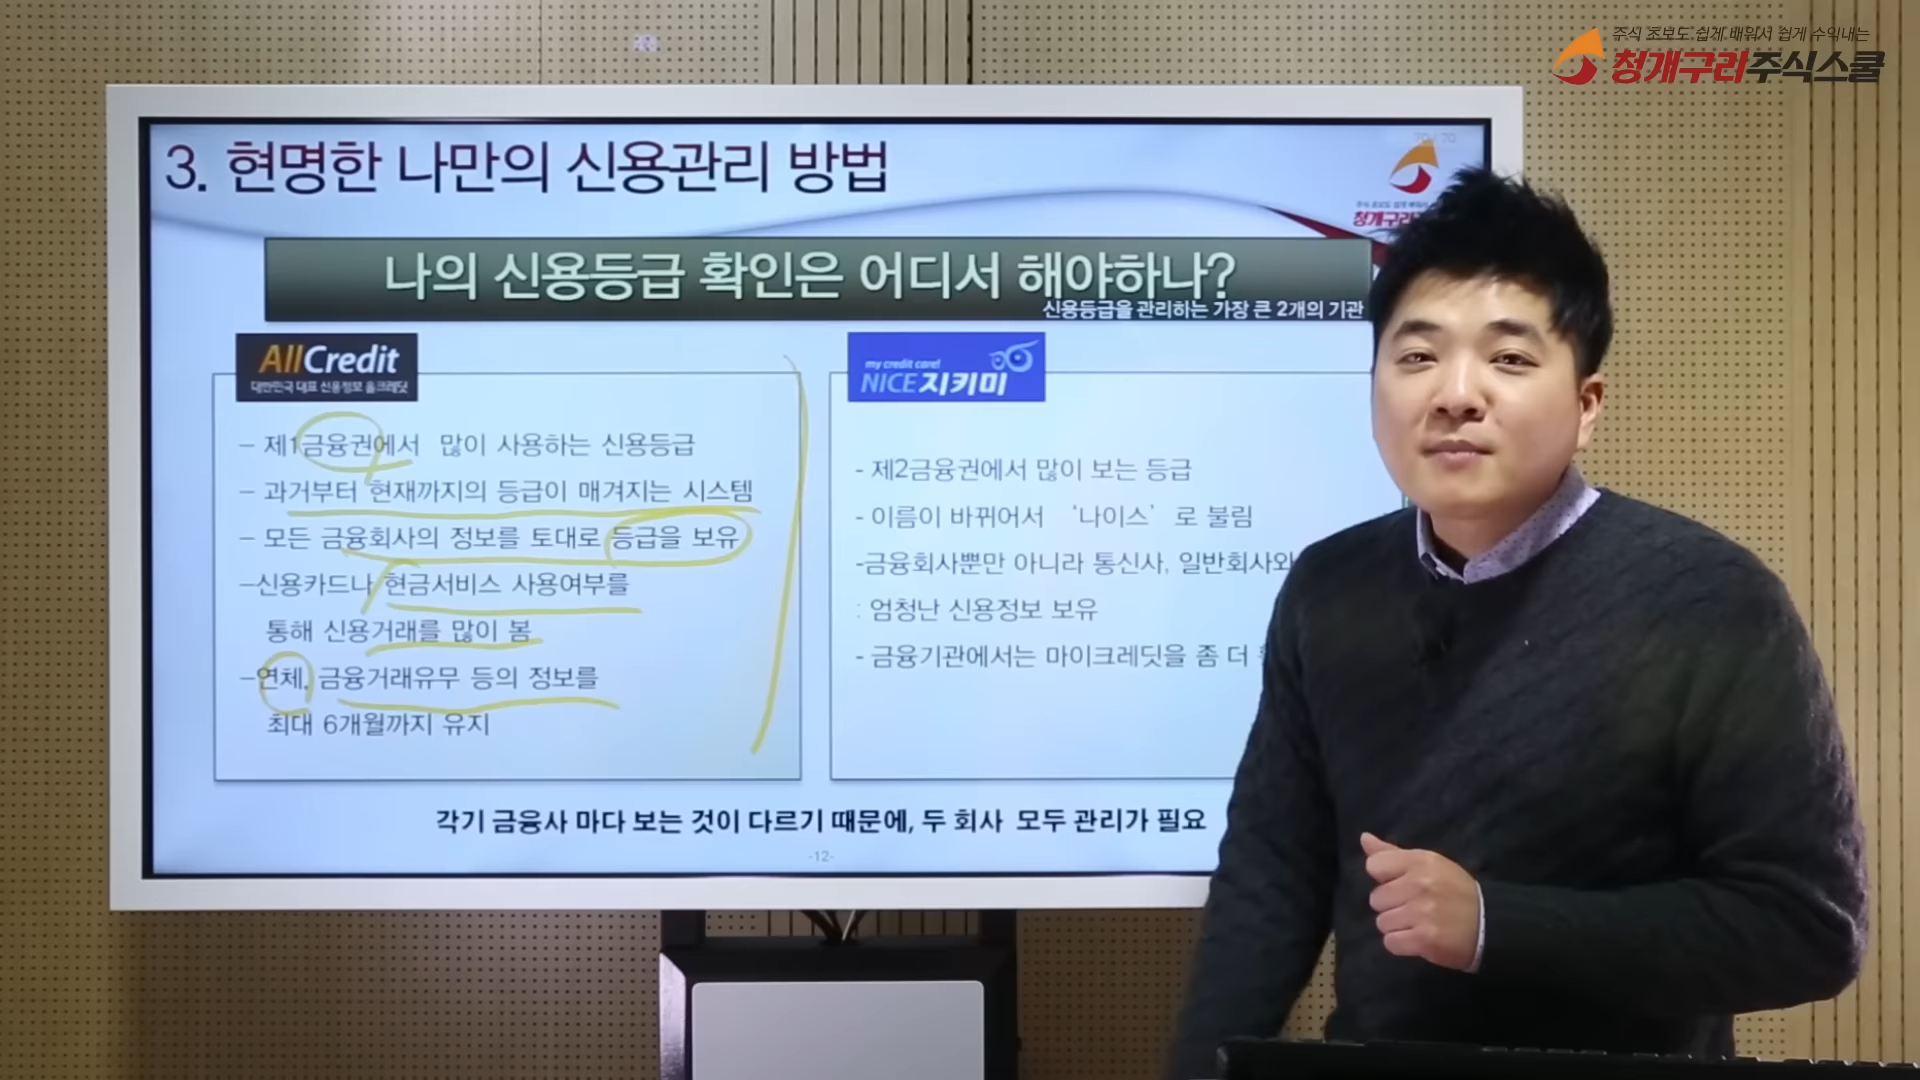 주식 초보도 쉽게 배워서 쉽게 수익내는
청개구리주식스쿨
3. 현명한 나만의 신용관리 방법
나의 신용등급 확인은 어디서 해야하나?
신용등급을 관리하는 가장 큰 2개의 기관
AllCredit
대한민국 대표 신용정보 올크레딧
– 제1금융권에서 많이 사용하는 신용등급
– 과거부터 현재까지의 등급이 매겨지는 시스템
– 모든 금융회사의 정보를 토대로 등급을 보유
–신용카드나 현금서비스 사용여부를
통해 신용거래를 많이 봄
–연체, 금융거래유무 등의 정보를
최대 6개월까지 유지
my credit care!
NICE지키미
- 제2금융권에서 많이 보는 등급
- 이름이 바뀌어서 ‘나이스’ 로 불림
-금융회사뿐만 아니라 통신사, 일반회사와
: 엄청난 신용정보 보유
- 금융기관에서는 마이크레딧을 좀 더
각기 금융사 마다 보는 것이 다르기 때문에, 두 회사 모두 관리가 필요
-12-